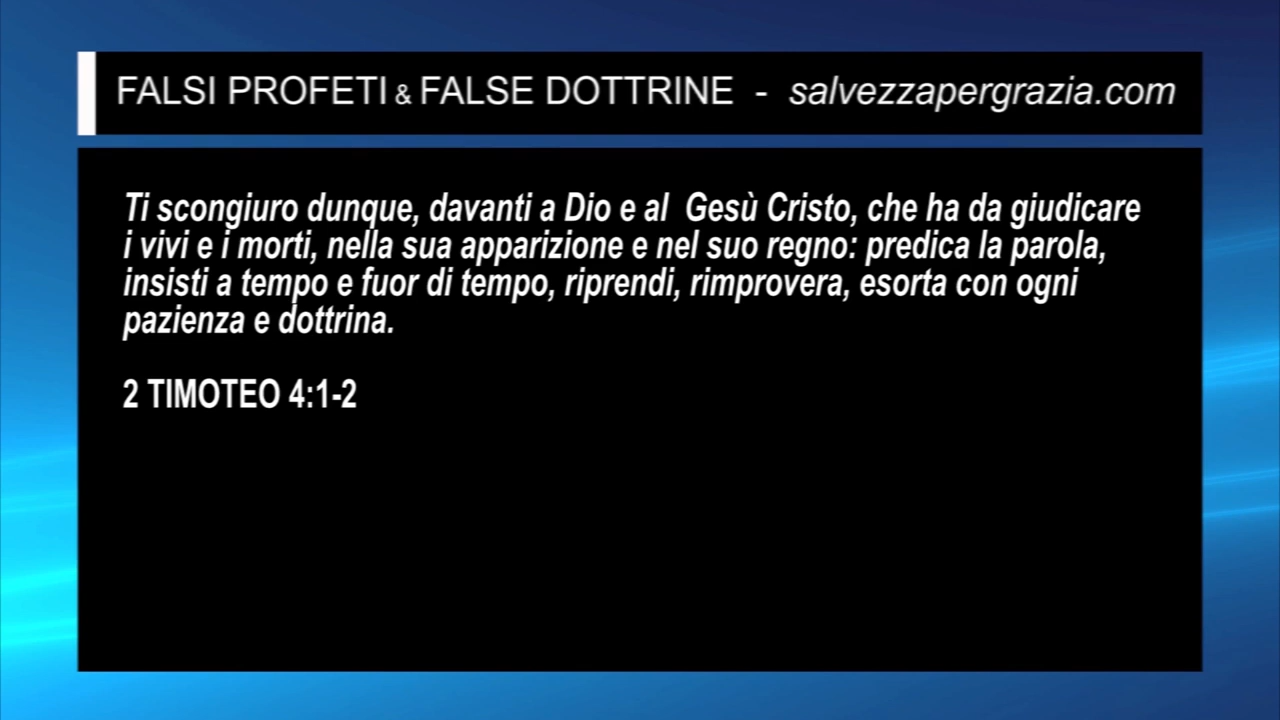 FALSI PROFETI & FALSE DOTTRINE - salvezzapergrazia.com
Ti scongiuro dunque, davanti a Dio e al Gesù Cristo, che ha da giudicare
i vivi e i morti, nella sua apparizione e nel suo regno: predica la parola,
insisti a tempo e fuor di tempo, riprendi, rimprovera, esorta con ogni
pazienza e dottrina.
2 TIMOTEO 4:1-2